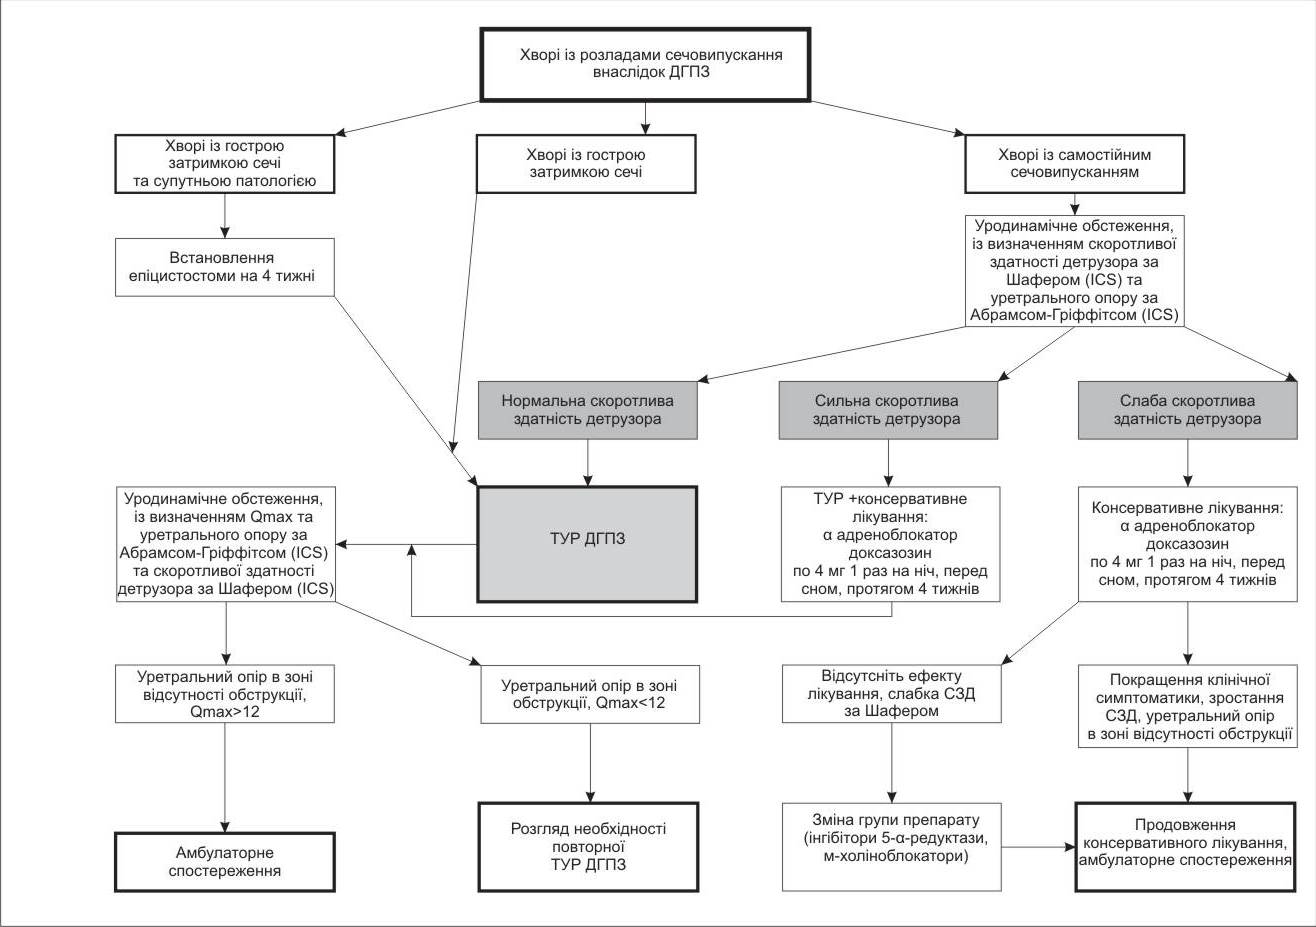 Хворі із розладами сечовипускання
внаслідок ДГПЗ
Хворі із гострою
затримкою сечі
та супутньою патологією
Хворі із гострою
затримкою сечі
Хворі із самостійним
сечовипусканням
Встановлення
епіцистостоми на 4 тижні
Уродинамічне обстеження,
із визначенням скоротливої
здатності детрузора за
Шафером (ICS) та
уретрального опору за
Абрамсом-Гріффітсом (ICS)
Нормальна скоротлива
здатність детрузора
Сильна скоротлива
здатність детрузора
Слаба скоротлива
здатність детрузора
Уродинамічне обстеження,
із визначенням Qmax та
уретрального опору за
Абрамсом-Гріффітсом (ICS)
та скоротливої здатності
детрузора за Шафером (ICS)
ТУР ДГПЗ
ТУР +консервативне
лікування:
α адреноблокатор
доксазозин
по 4 мг 1 раз на ніч, перед
сном, протягом 4 тижнів
Консервативне лікування:
α адреноблокатор
доксазозин
по 4 мг 1 раз на ніч, перед
сном, протягом 4 тижнів
Уретральний опір в зоні
відсутності обструкції,
Qmax>12
Уретральний опір в зоні
обструкції, Qmax<12
Відсутсніть ефекту
лікування, слабка СЗД
за Шафером
Покращення клінічної
симптоматики, зростання
СЗД, уретральний опір
в зоні відсутності обструкції
Амбулаторне
спостереження
Розгляд необхідності
повторної
ТУР ДГПЗ
Зміна групи препарату
(інгібітори 5-α-редуктази,
м-холіноблокатори)
Продовження
консервативного лікування,
амбулаторне спостереження